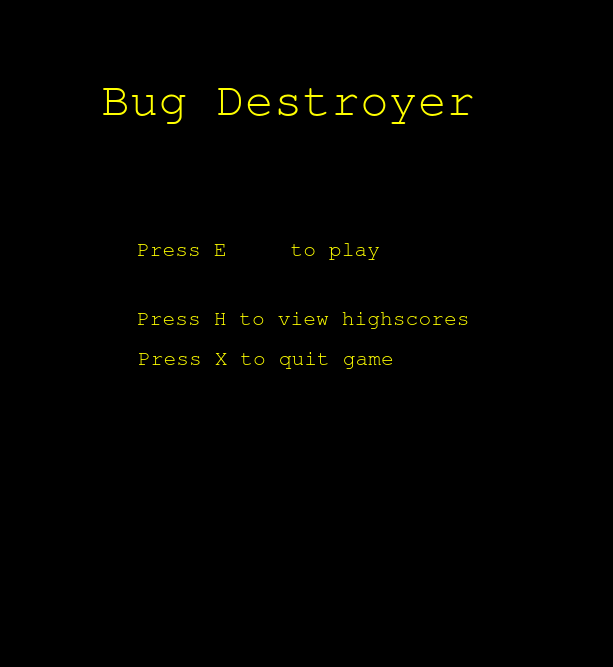 Bug Destroyer
Press E     to play
Press H to view highscores
Press X to quit game